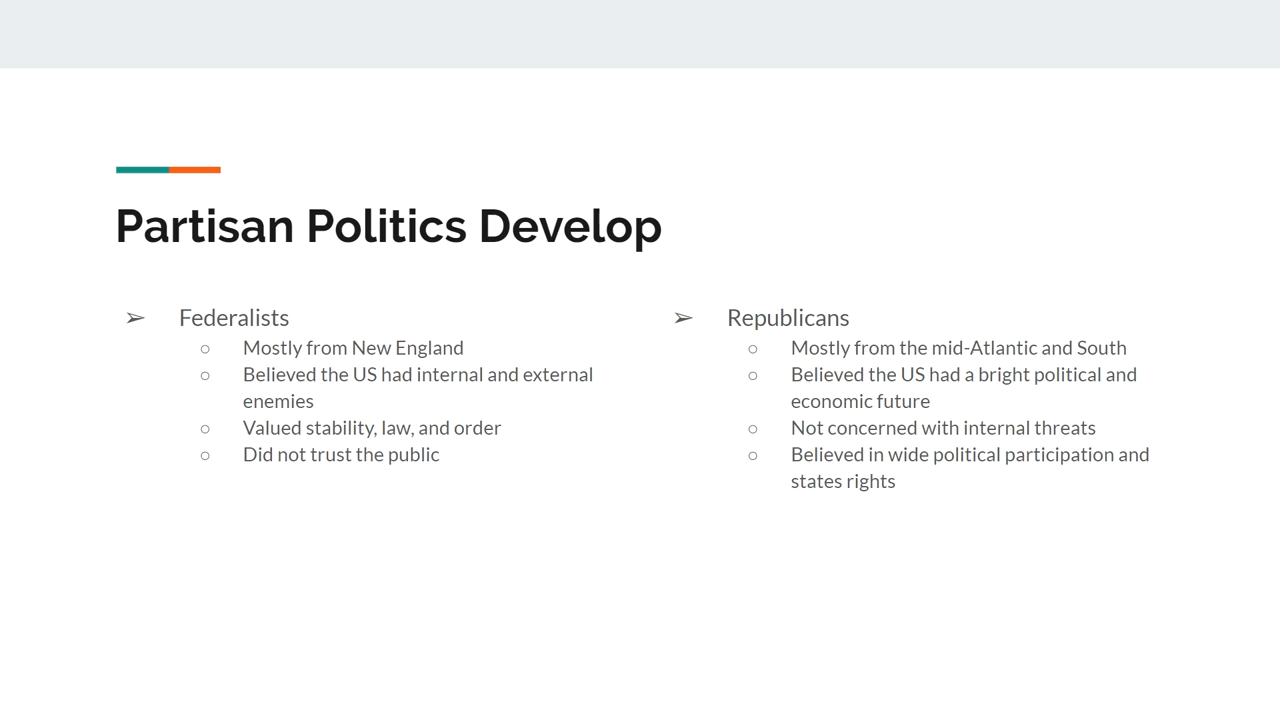 Partisan Politics Develop
➢ Federalists
○ Mostly from New England
○ Believed the US had internal and external
enemies
○ Valued stability, law, and order
○ Did not trust the public
➢ Republicans
○ Mostly from the mid-Atlantic and South
○ Believed the US had a bright political and
economic future
○ Not concerned with internal threats
○ Believed in wide political participation and
states rights